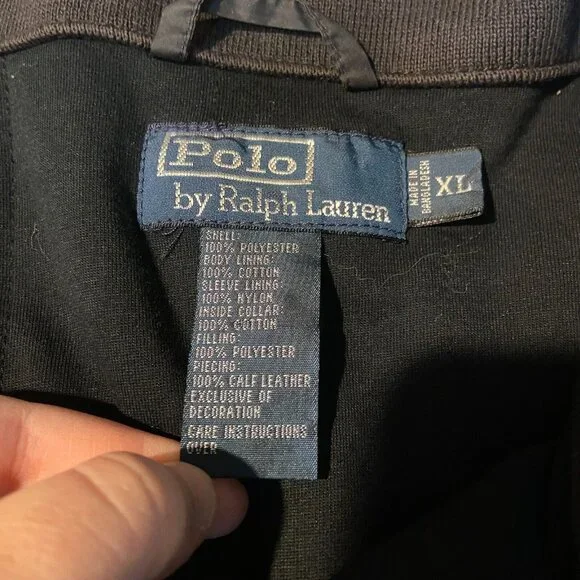 Polo
by Ralph Lauren
MADE IN
BANGLADESH
XL
SHELL:
100% POLYESTER
BODY LINING:
100% COTTON
SLEEVE LINING:
100% NYLON
INSIDE COLLAR:
100% COTTON
FILLING:
100% POLYESTER
PIECING:
100% CALF LEATHER
EXCLUSIVE OF
DECORATION
CARE INSTRUCTIONS
OVER